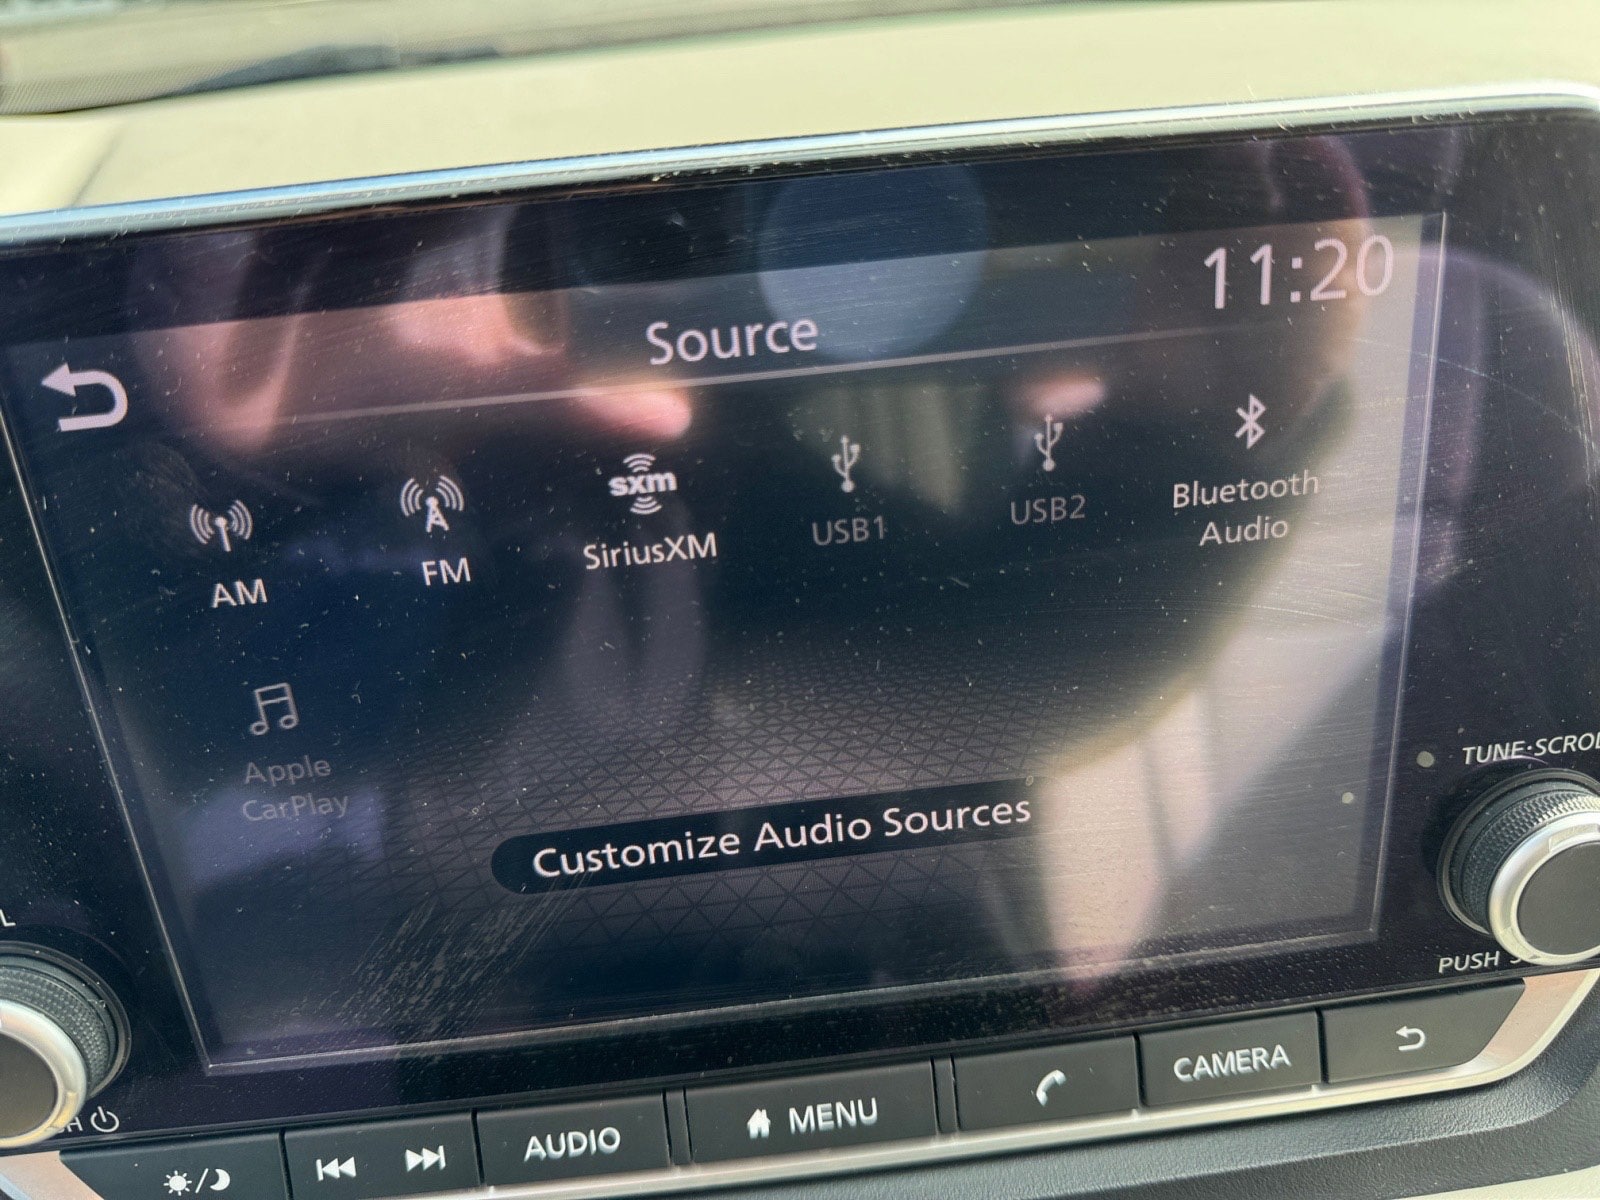 11:20
Source
AM
FM
sxm
SiriusXM
USB1
USB2
Bluetooth
Audio
Apple
CarPlay
Customize Audio Sources
TUNE·SCROL
PUSH
AUDIO
MENU
CAMERA